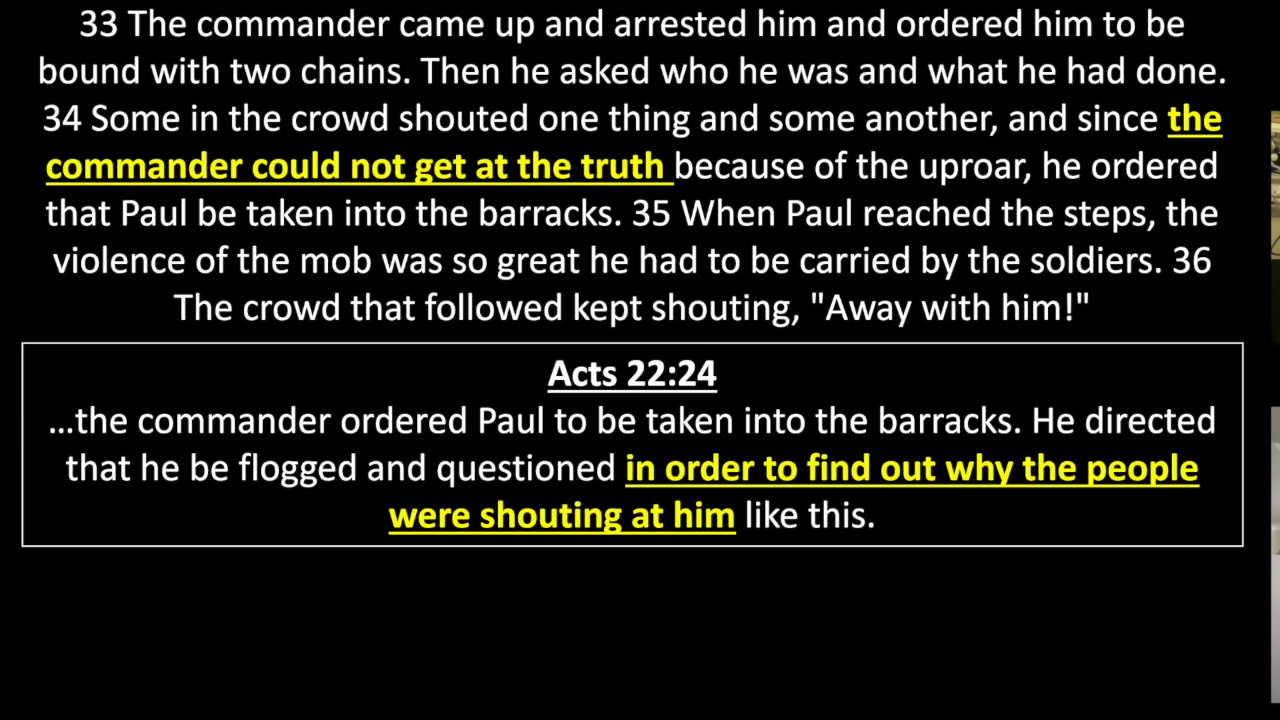 33 The commander came up and arrested him and ordered him to be
bound with two chains. Then he asked who he was and what he had done.
34 Some in the crowd shouted one thing and some another, and since the
commander could not get at the truth because of the uproar, he ordered
that Paul be taken into the barracks. 35 When Paul reached the steps, the
violence of the mob was so great he had to be carried by the soldiers. 36
The crowd that followed kept shouting, "Away with him!"
Acts 22:24
...the commander ordered Paul to be taken into the barracks. He directed
that he be flogged and questioned in order to find out why the people
were shouting at him like this.